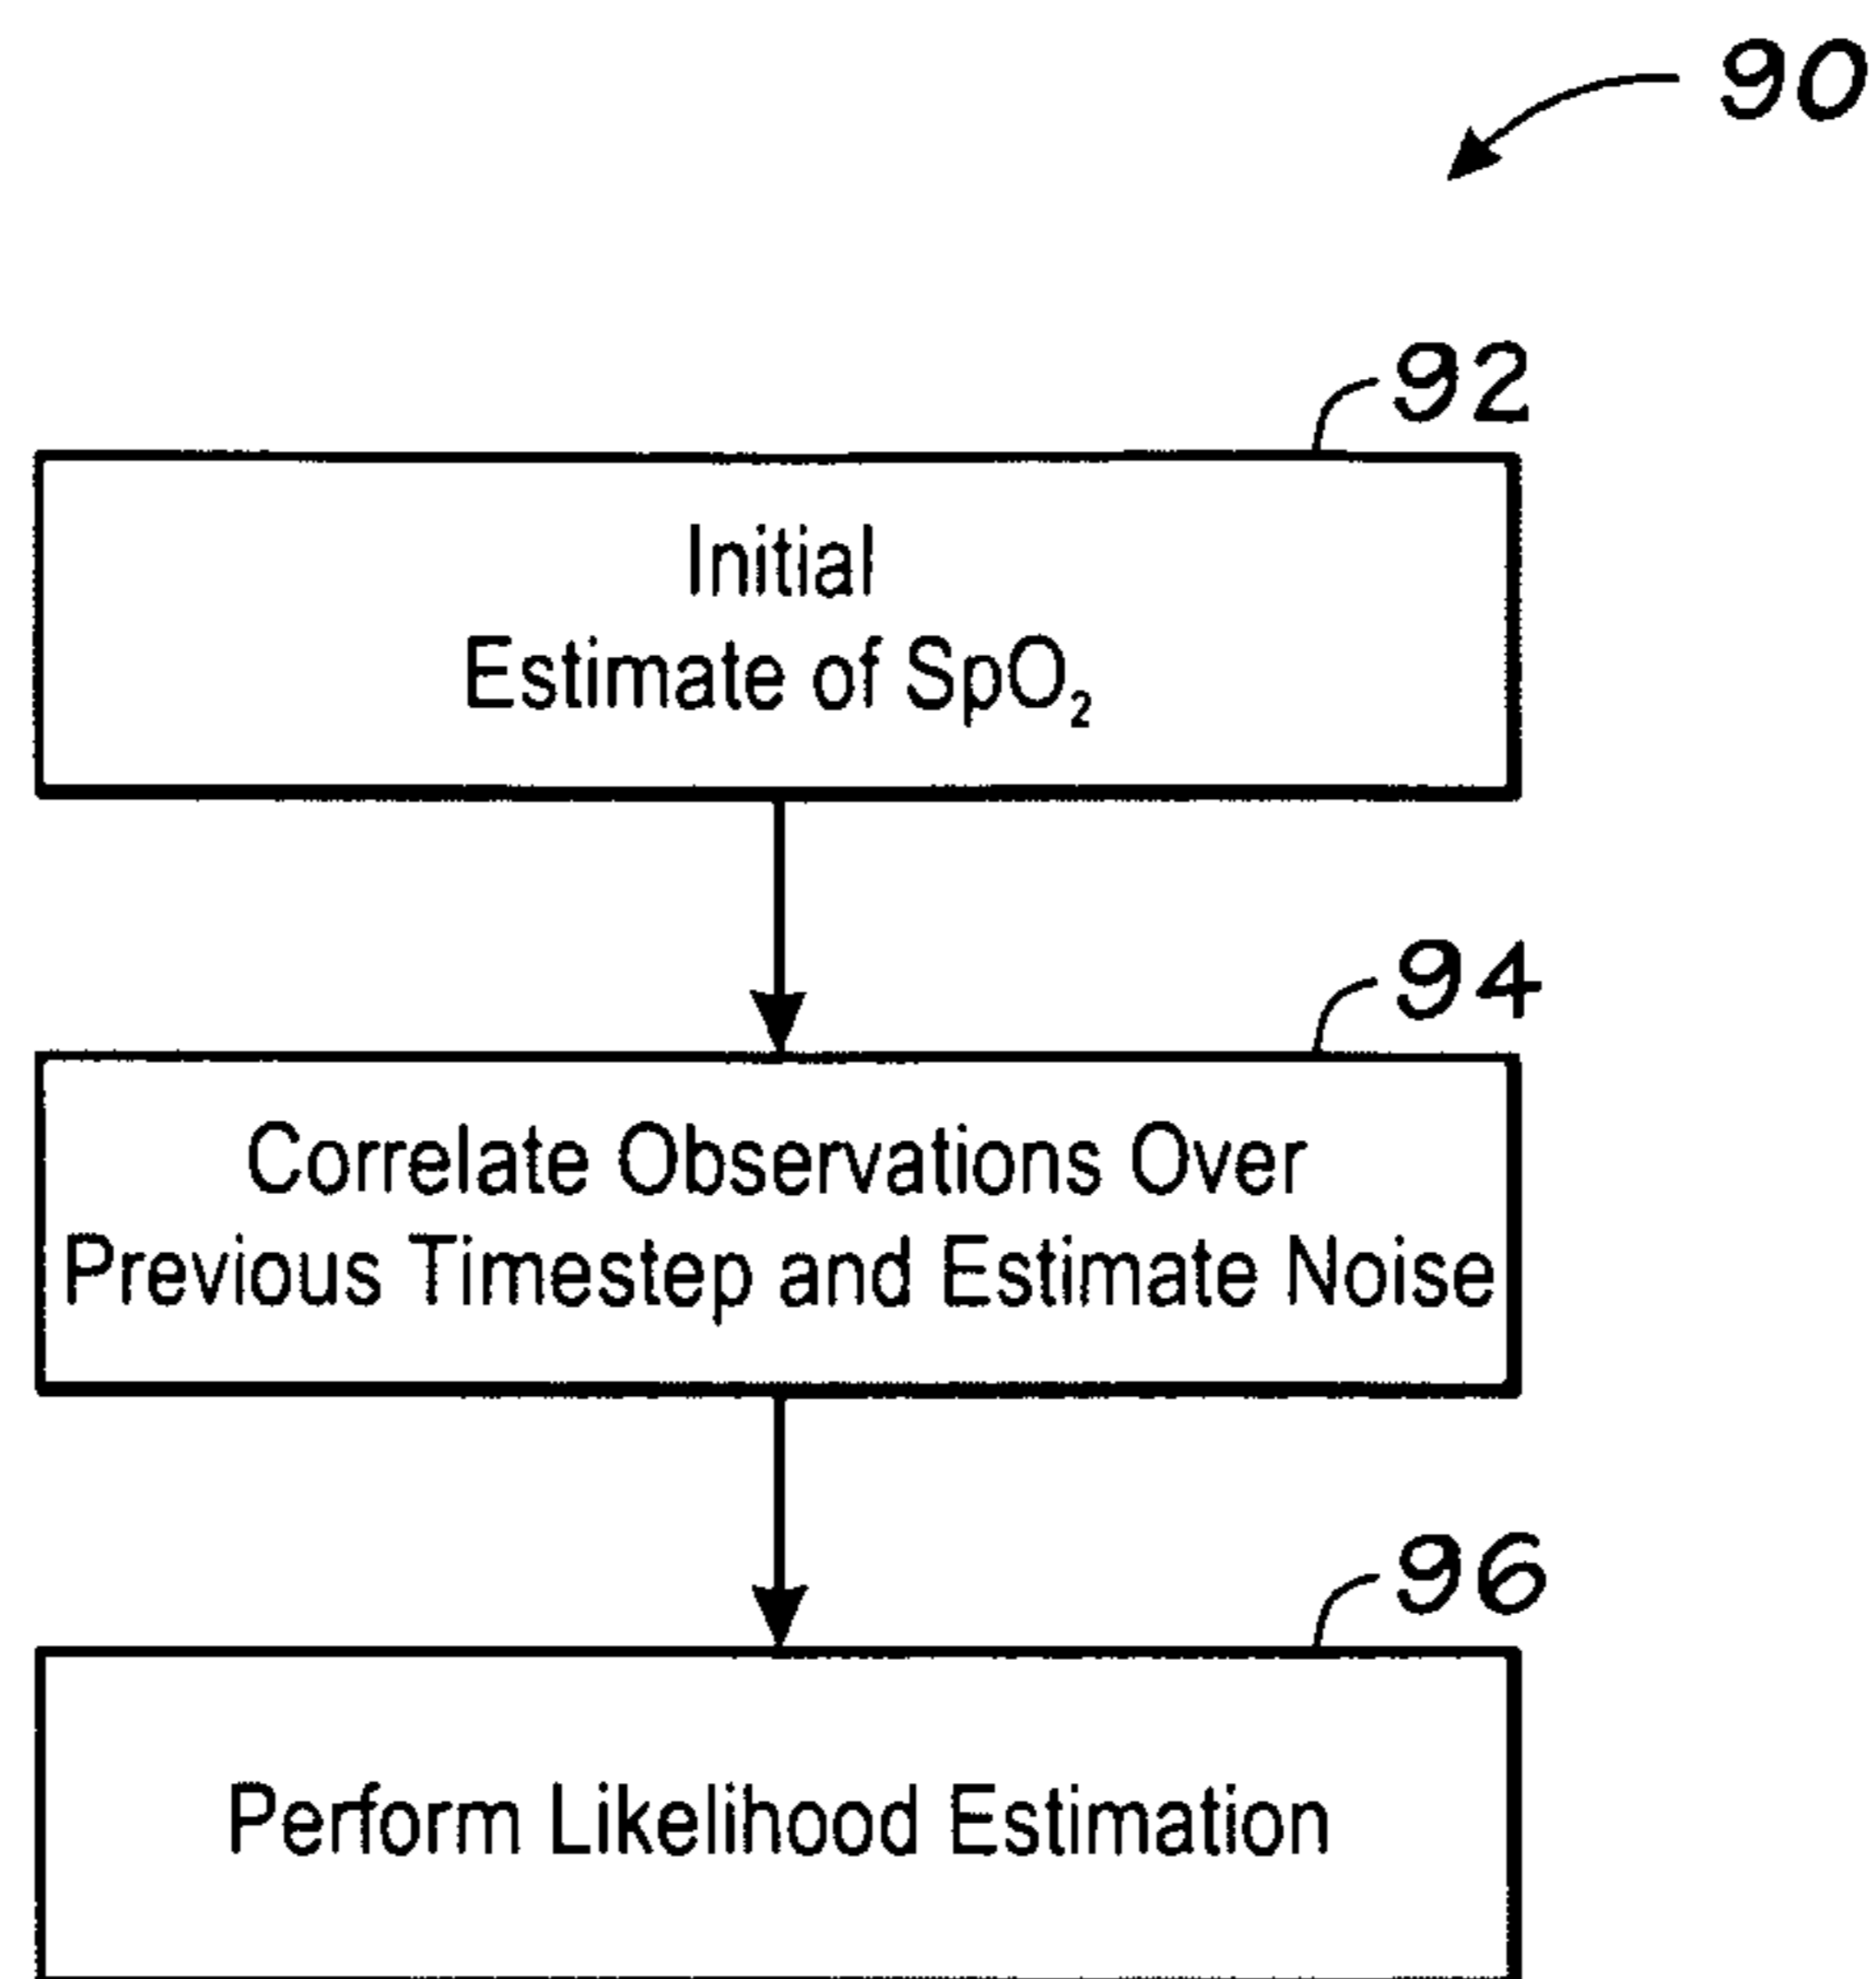 90
92
Initial
Estimate of SpO₂
94
Correlate Observations Over
Previous Timestep and Estimate Noise
96
Perform Likelihood Estimation